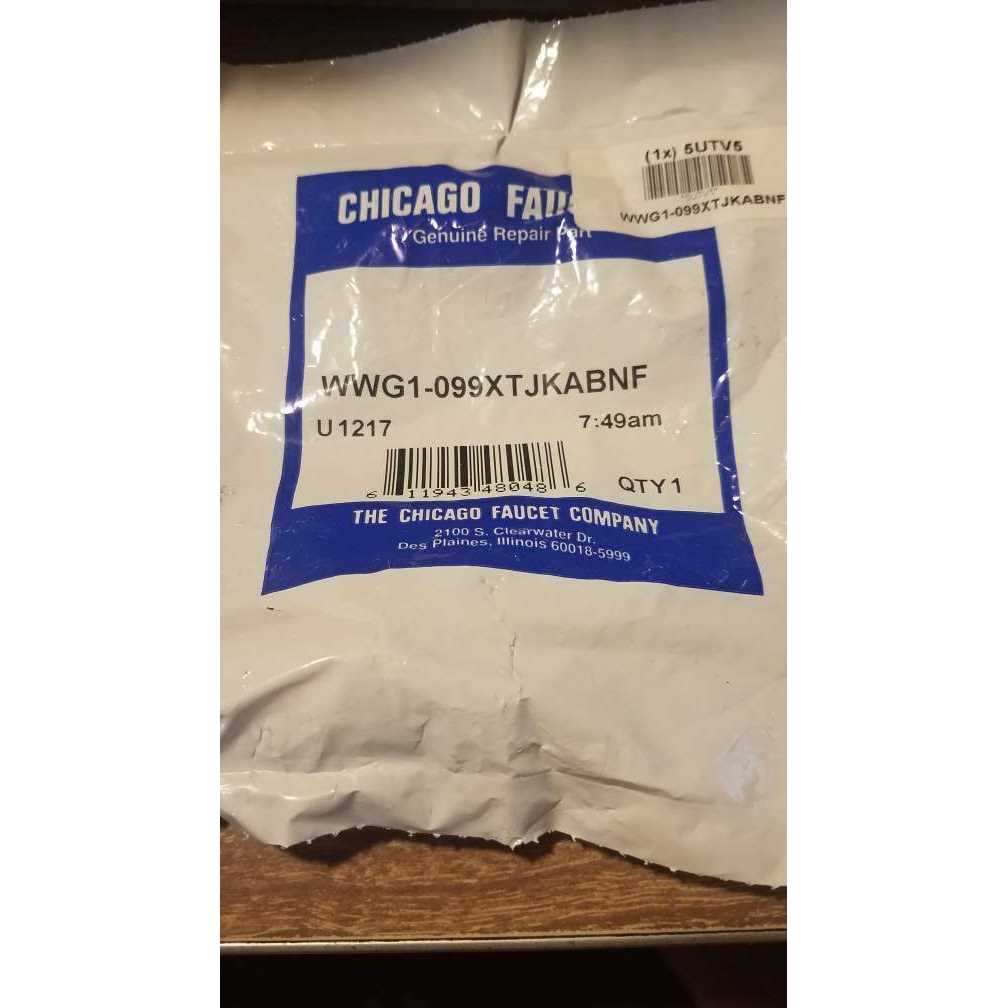 (1x) 5UTV5
WWG1-099XTJKABNF
CHICAGO
Genuine Repair Part
WWG1-099XTJKABNF
U1217 7:49am
6 11943 48048 6 QTY1
THE CHICAGO FAUCET COMPANY
2100 S. Clearwater Dr.
Des Plaines, Illinois 60018-5999